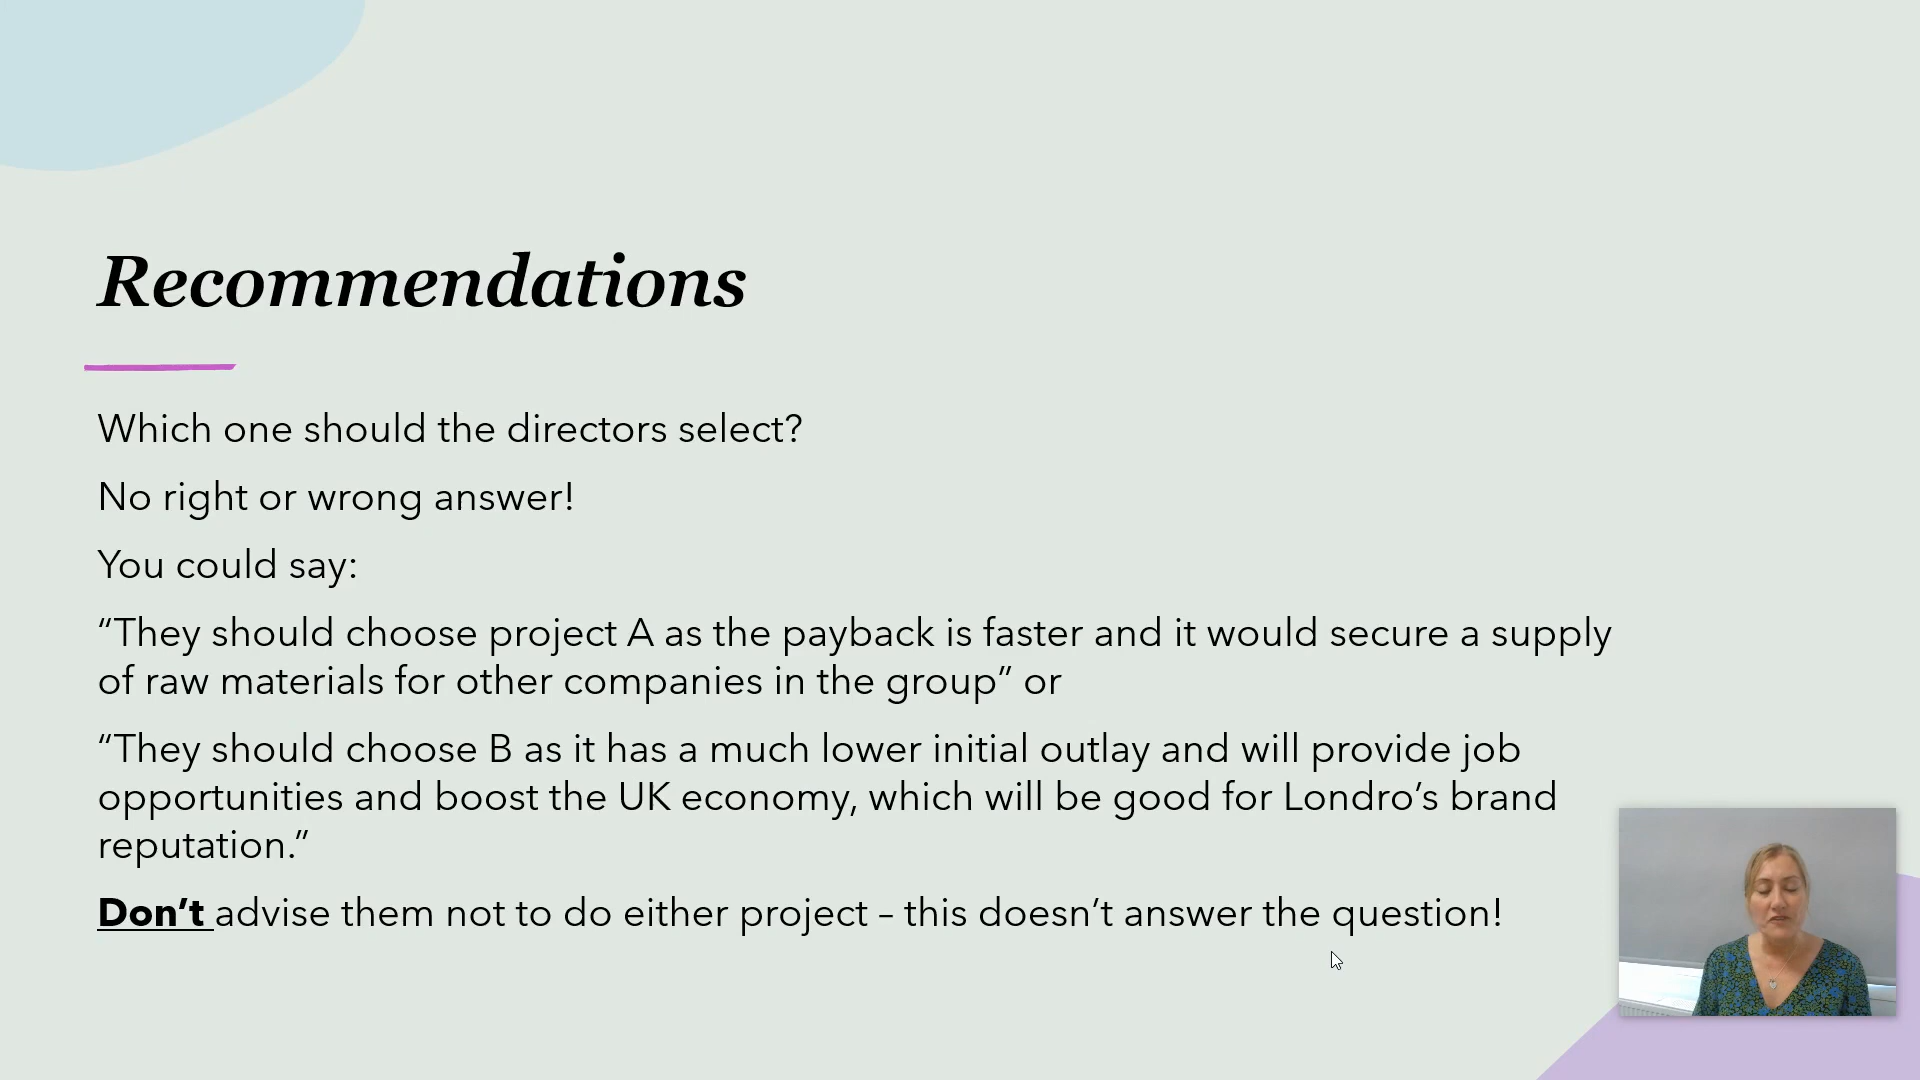 Recommendations
Which one should the directors select?
No right or wrong answer!
You could say:
“They should choose project A as the payback is faster and it would secure a supply
of raw materials for other companies in the group” or
“They should choose B as it has a much lower initial outlay and will provide job
opportunities and boost the UK economy, which will be good for Londro’s brand
reputation.”
Don’t advise them not to do either project – this doesn’t answer the question!